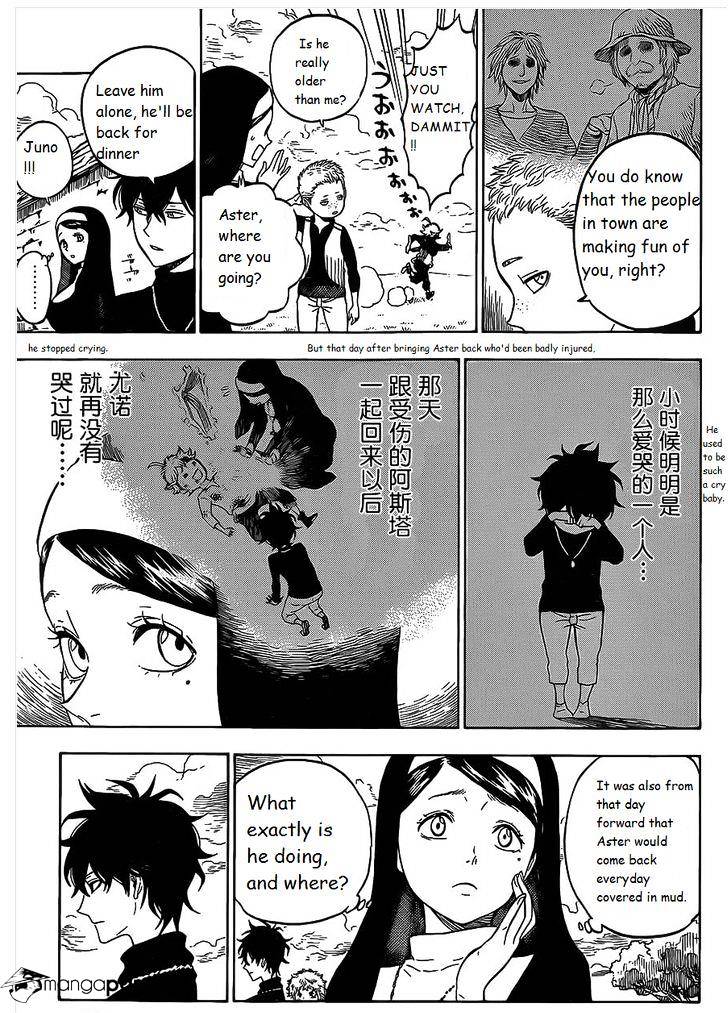 You do know
that the people
in town are
making fun of
you, right?
JUST
YOU
WATCH,
DAMMIT
!!
うおおおおおお
Is he
really
older
than me?
Aster,
where
are you
going?
Leave him
alone, he'll be
back for
dinner
Juno
!!!
.......
But that day after bringing Aster back who'd been badly injured,
he stopped crying.
He
used
to be
such
a cry
baby.
小时候明明是
那么爱哭的一个人…
那天
跟受伤的阿斯塔
一起回来以后
尤诺
就再没有
哭过呢……
It was also from
that day
forward that
Aster would
come back
everyday
covered in mud.
What
exactly is
he doing,
and where?
mangap